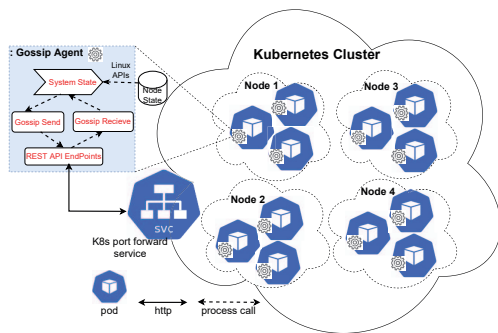 : Gossip Agent
Linux
APIs
System State
Node
State
Gossip Send
Gossip Recieve
REST API EndPoints
Kubernetes Cluster
Node 1
Node 3
Node 2
Node 4
SVC
K8s port forward
service
pod
http
process call